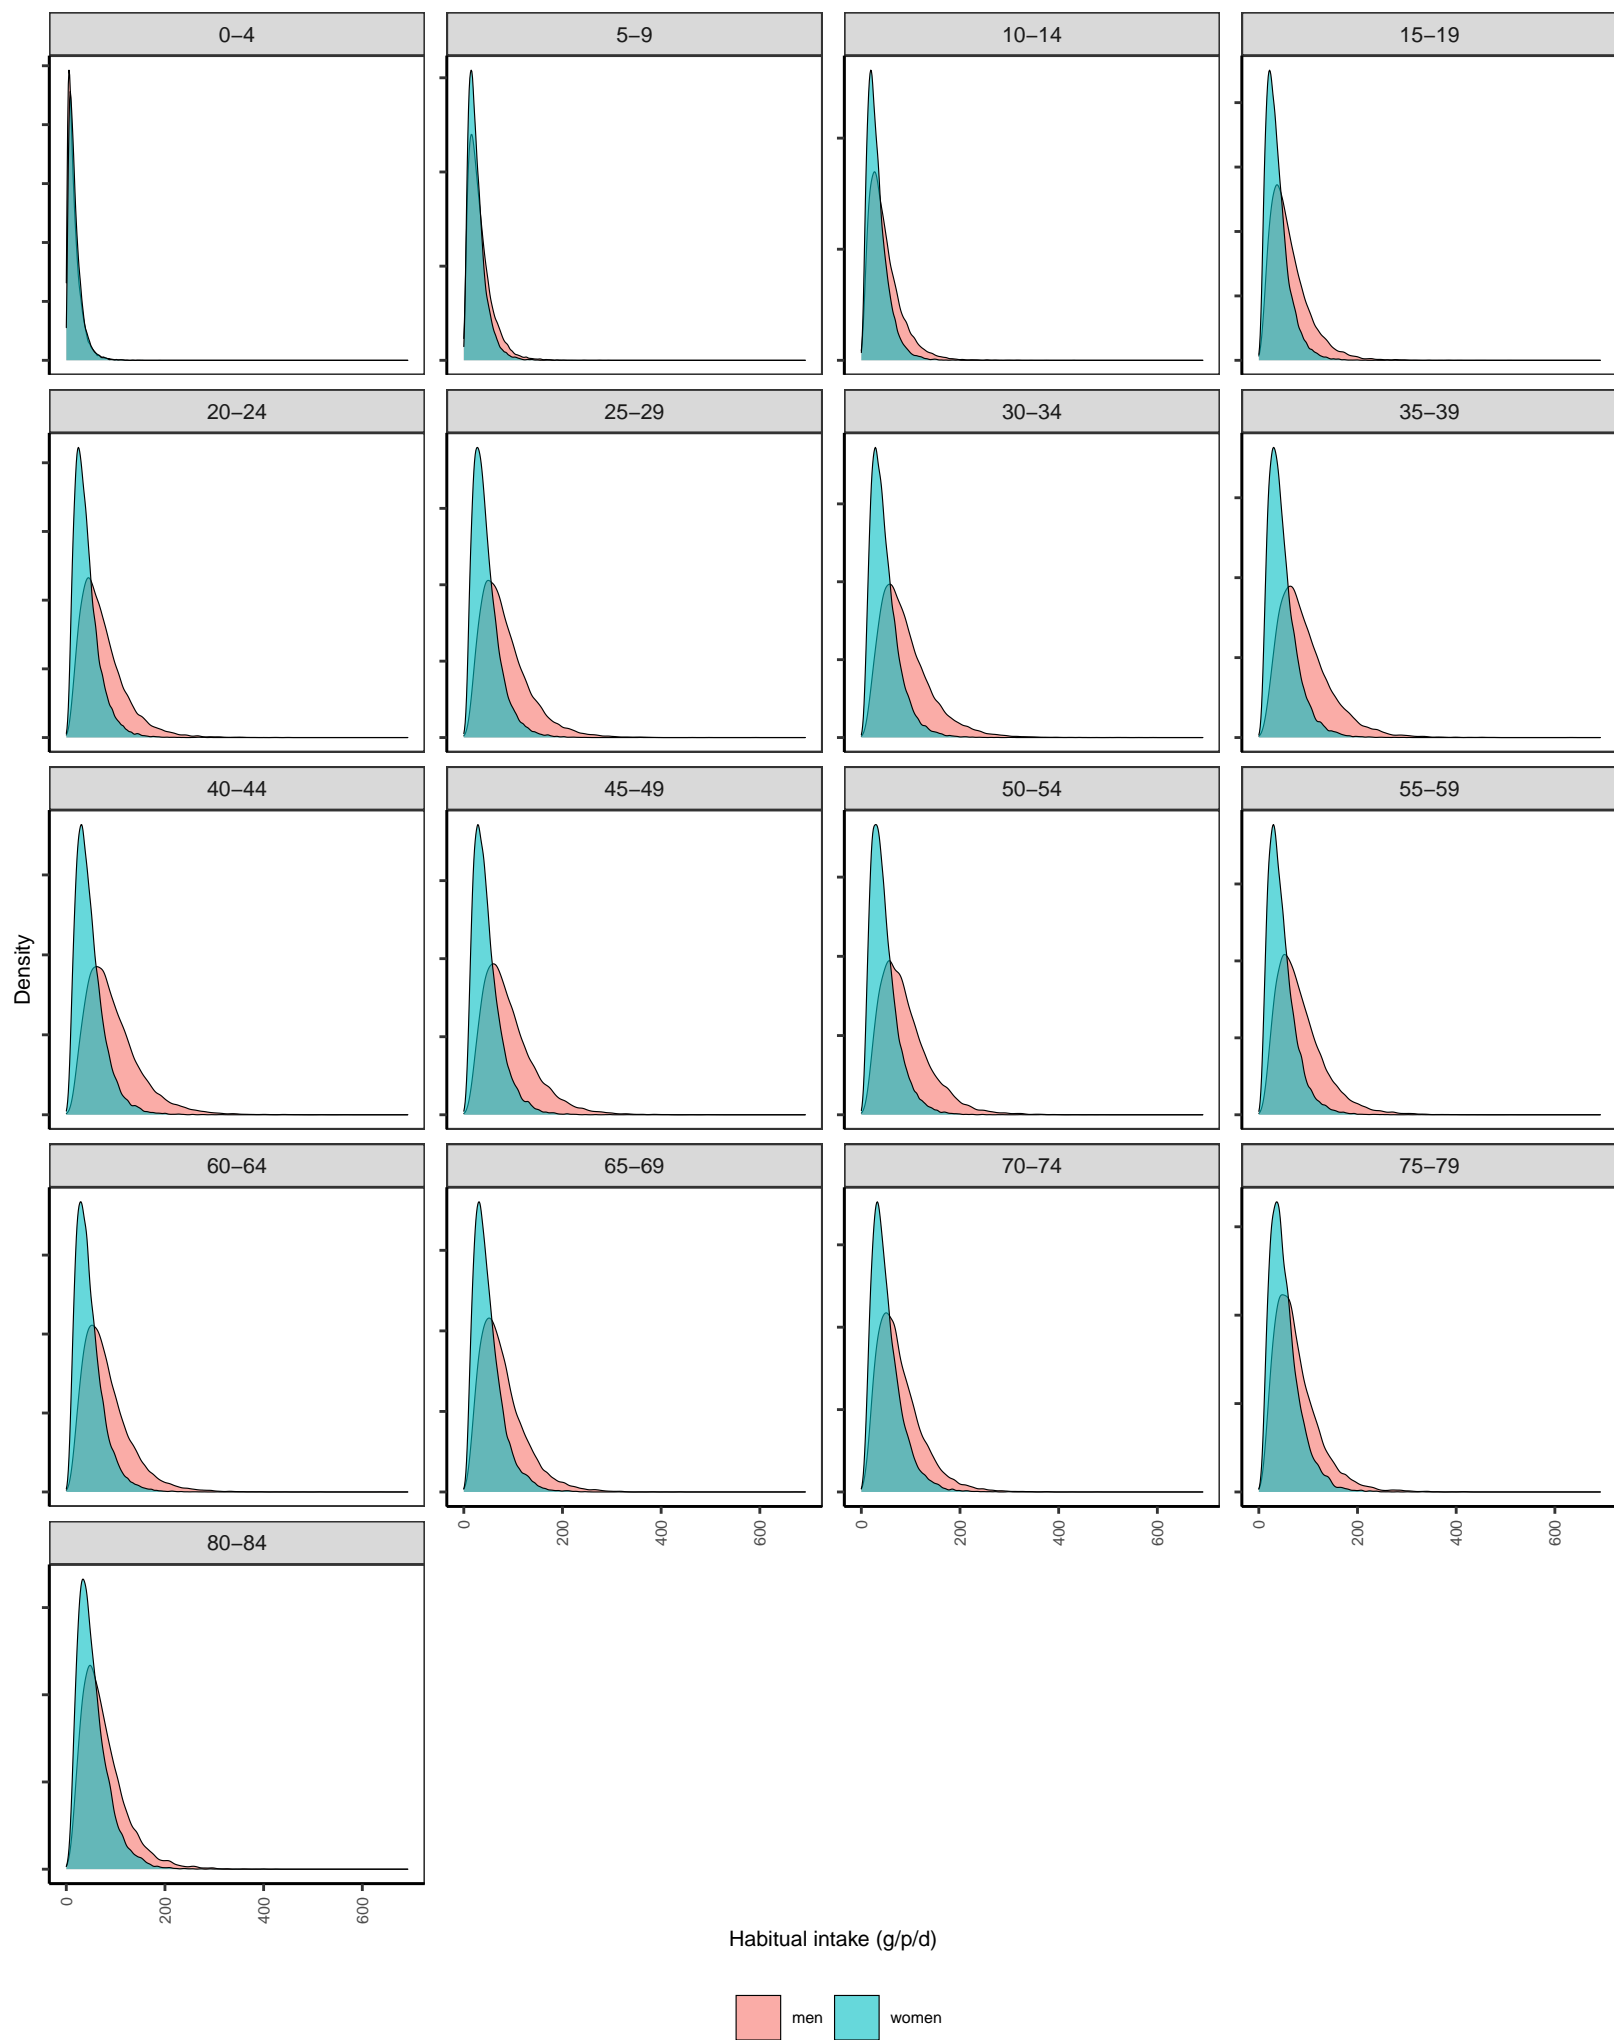 0−4 5−9 10−14 15−19
20−24 25−29 30−34 35−39
40−44 45−49 50−54 55−59
Density
60−64 65−69 70−74 75−79
0 200 400 600 0 200 400 600 0 200 400 600
80−84
0 200 400 600
Habitual intake (g/p/d)
men women